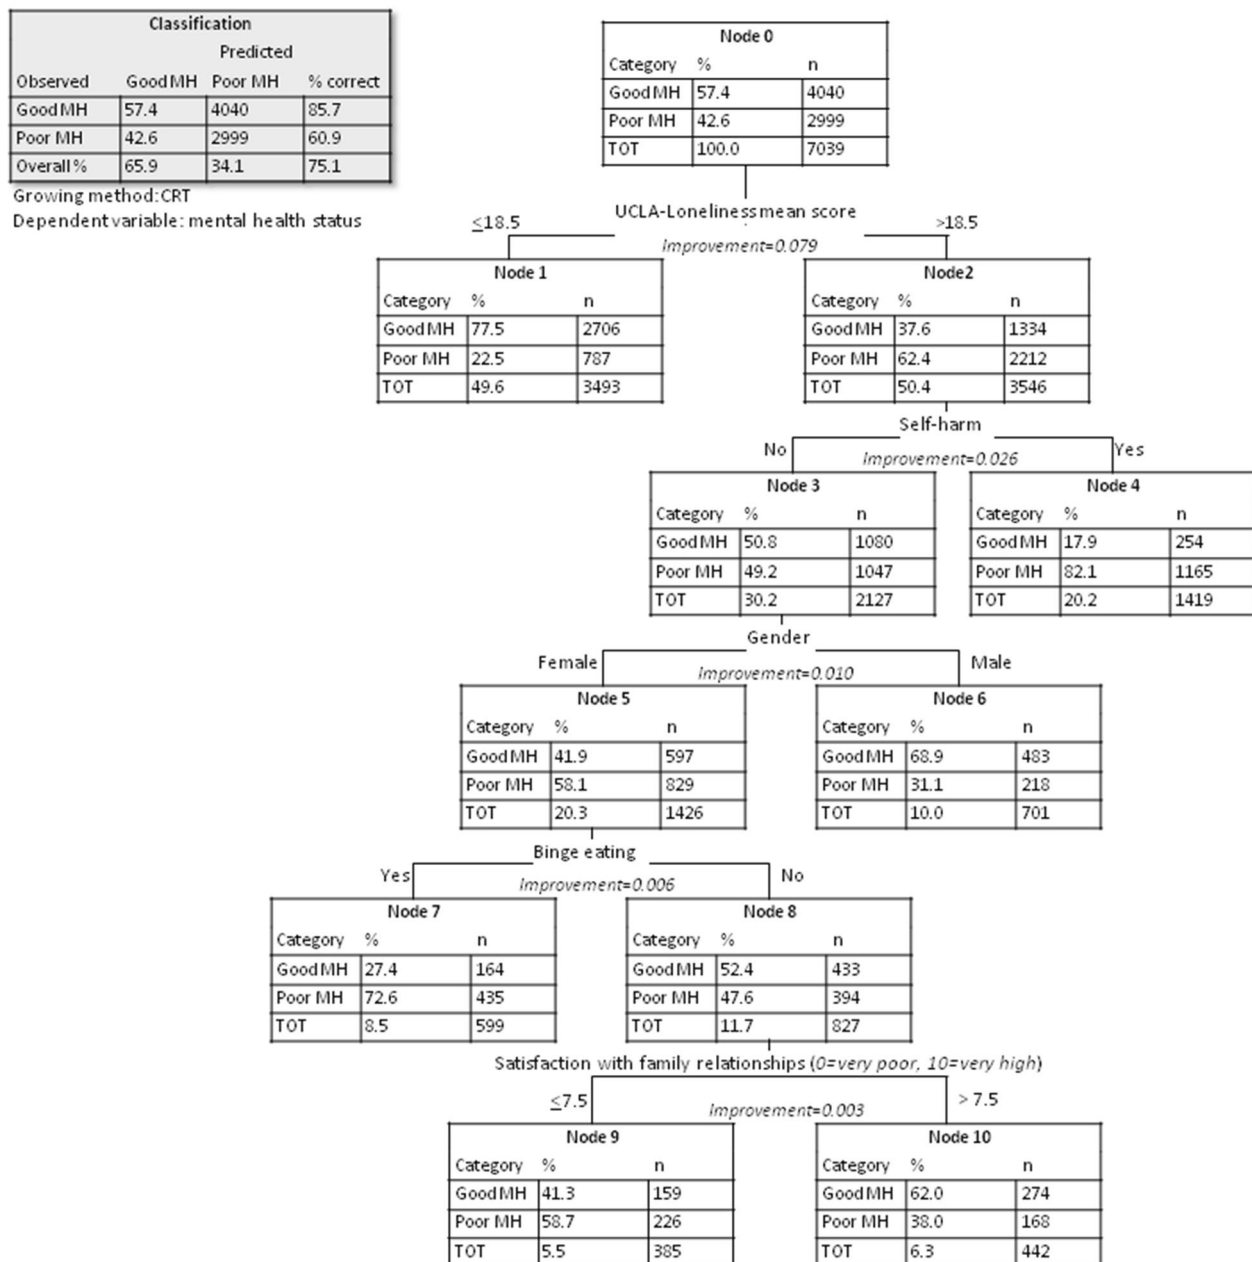 Classification
Predicted
Observed Good MH Poor MH % correct
Good MH 57.4 4040 85.7
Poor MH 42.6 2999 60.9
Overall % 65.9 34.1 75.1
Growing method: CRT
Dependent variable: mental health status
Node 0
Category % n
Good MH 57.4 4040
Poor MH 42.6 2999
TOT 100.0 7039
UCLA-Loneliness mean score
≤18.5 >18.5
Improvement=0.079
Node 1
Category % n
Good MH 77.5 2706
Poor MH 22.5 787
TOT 49.6 3493
Node2
Category % n
Good MH 37.6 1334
Poor MH 62.4 2212
TOT 50.4 3546
Self-harm
No Yes
Improvement=0.026
Node 3
Category % n
Good MH 50.8 1080
Poor MH 49.2 1047
TOT 30.2 2127
Node 4
Category % n
Good MH 17.9 254
Poor MH 82.1 1165
TOT 20.2 1419
Gender
Female Male
Improvement=0.010
Node 5
Category % n
Good MH 41.9 597
Poor MH 58.1 829
TOT 20.3 1426
Node 6
Category % n
Good MH 68.9 483
Poor MH 31.1 218
TOT 10.0 701
Binge eating
Yes No
Improvement=0.006
Node 7
Category % n
Good MH 27.4 164
Poor MH 72.6 435
TOT 8.5 599
Node 8
Category % n
Good MH 52.4 433
Poor MH 47.6 394
TOT 11.7 827
Satisfaction with family relationships (0=very poor, 10=very high)
≤7.5 > 7.5
Improvement=0.003
Node 9
Category % n
Good MH 41.3 159
Poor MH 58.7 226
TOT 5.5 385
Node 10
Category % n
Good MH 62.0 274
Poor MH 38.0 168
TOT 6.3 442